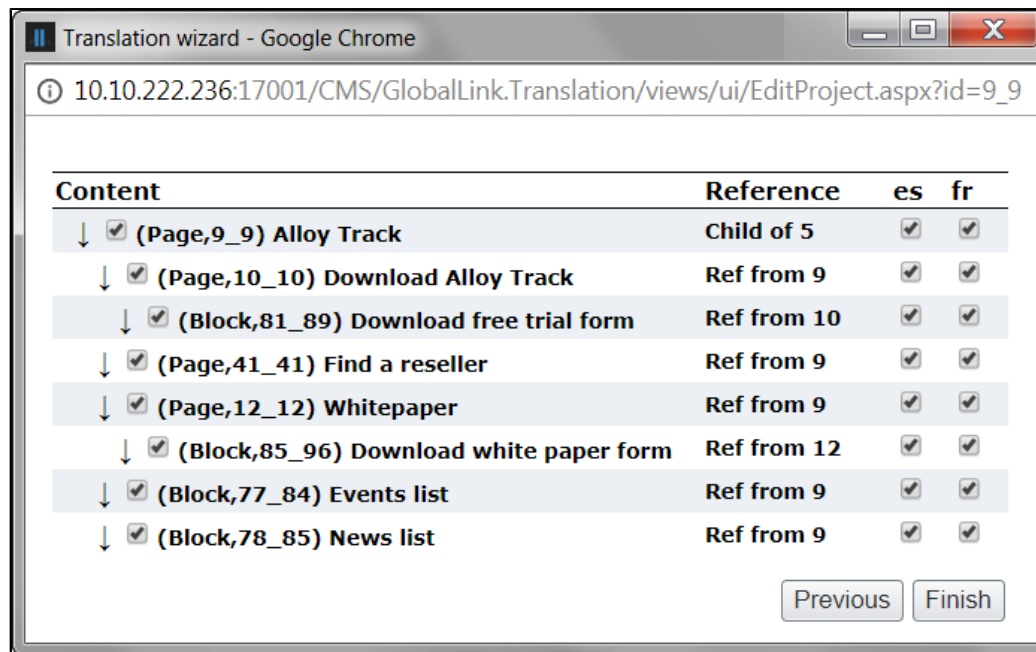 Translation wizard - Google Chrome
10.10.222.236:17001/CMS/GlobalLink.Translation/views/ui/EditProject.aspx?id=9_9
Content Reference es fr
↓ (Page,9_9) Alloy Track Child of 5
↓ (Page,10_10) Download Alloy Track Ref from 9
↓ (Block,81_89) Download free trial form Ref from 10
↓ (Page,41_41) Find a reseller Ref from 9
↓ (Page,12_12) Whitepaper Ref from 9
↓ (Block,85_96) Download white paper form Ref from 12
↓ (Block,77_84) Events list Ref from 9
↓ (Block,78_85) News list Ref from 9
Previous Finish